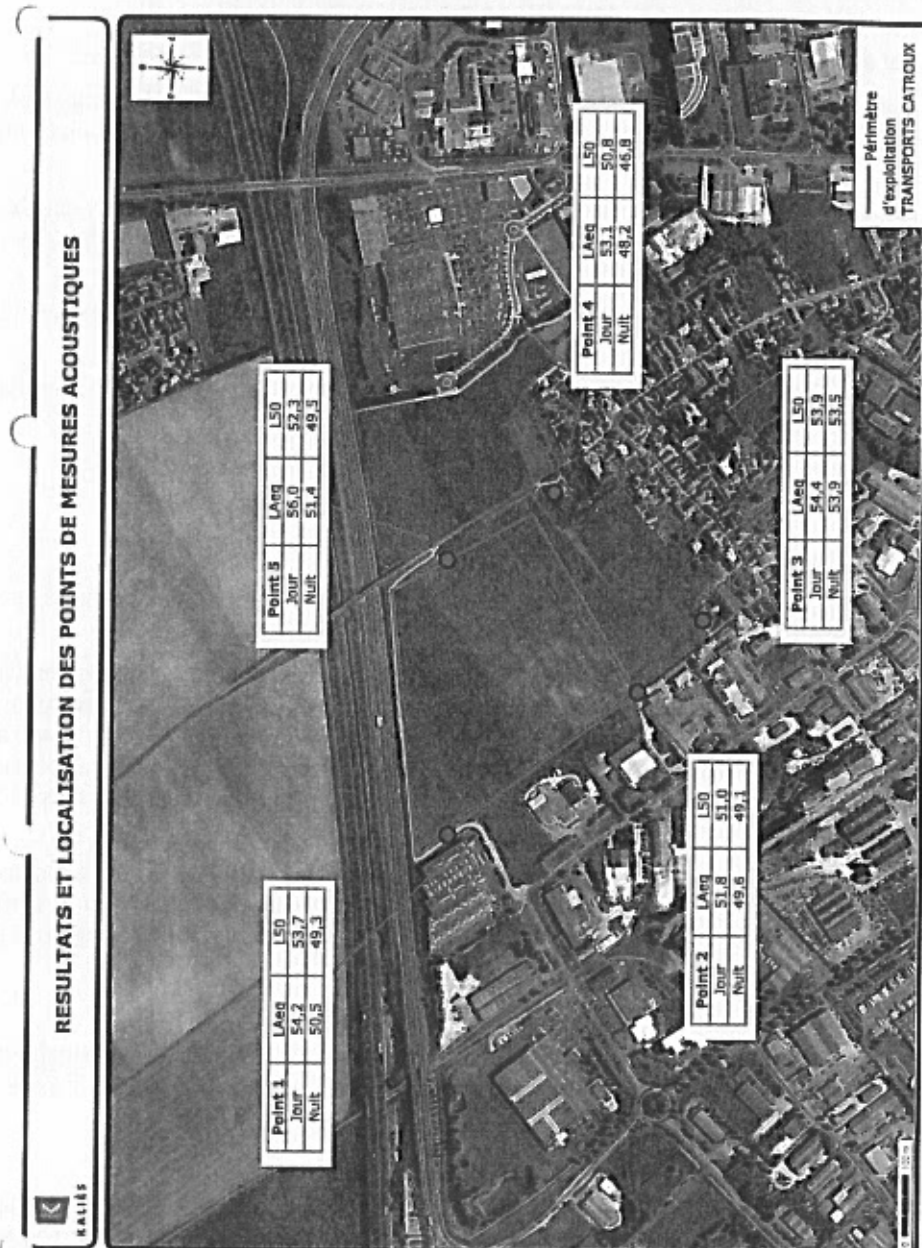 KALIÈS
RESULTATS ET LOCALISATION DES POINTS DE MESURES ACOUSTIQUES
Point 1 LAeq L50
Jour 54,2 53,7
Nuit 50,5 49,3
Point 5 LAeq L50
Jour 56,0 52,3
Nuit 51,4 49,5
Point 2 LAeq L50
Jour 51,8 51,0
Nuit 49,6 49,1
Point 3 LAeq L50
Jour 54,4 53,9
Nuit 53,9 53,5
Point 4 LAeq L50
Jour 53,1 50,8
Nuit 48,2 46,8
Périmètre
d'exploitation
TRANSPORTS CATROUX
0 100 m